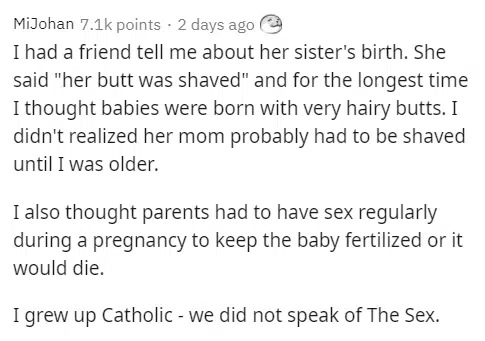 MiJohan 7.1k points · 2 days ago
I had a friend tell me about her sister's birth. She
said "her butt was shaved" and for the longest time
I thought babies were born with very hairy butts. I
didn't realized her mom probably had to be shaved
until I was older.
I also thought parents had to have sex regularly
during a pregnancy to keep the baby fertilized or it
would die.
I grew up Catholic - we did not speak of The Sex.